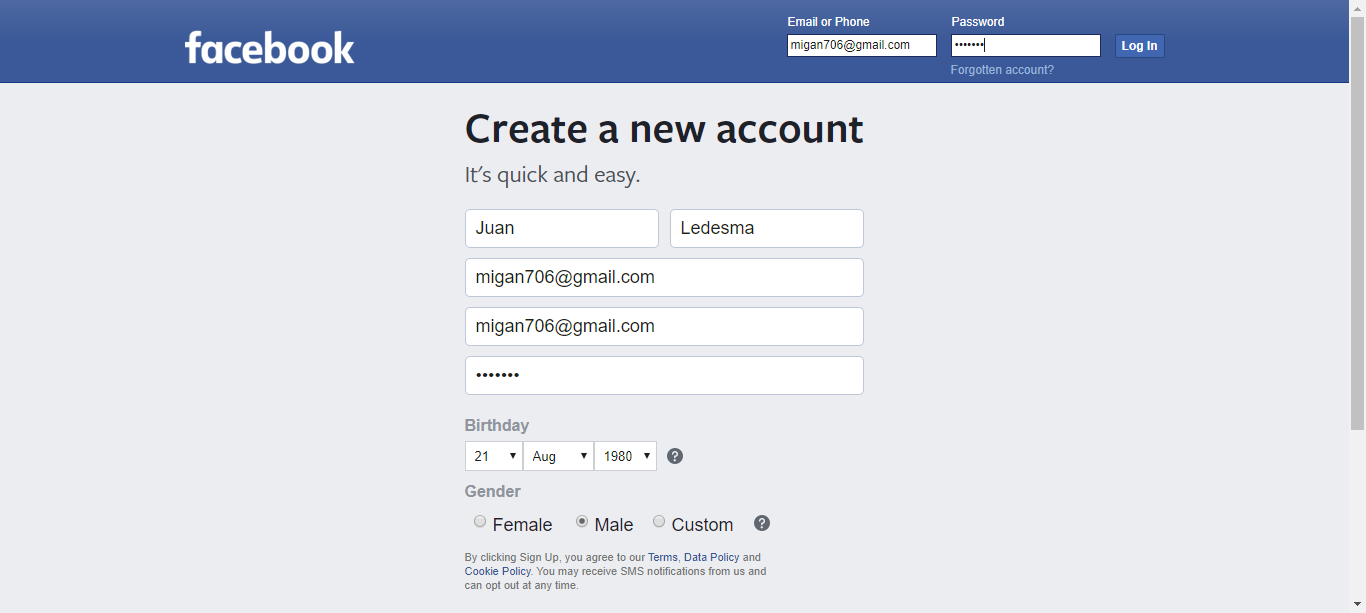 facebook
Email or Phone Password
migan706@gmail.com ••••••• Log In
Forgotten account?
Create a new account
It's quick and easy.
Juan Ledesma
migan706@gmail.com
migan706@gmail.com
•••••••
Birthday
21 Aug 1980 ?
Gender
Female Male Custom ?
By clicking Sign Up, you agree to our Terms, Data Policy and
Cookie Policy. You may receive SMS notifications from us and
can opt out at any time.